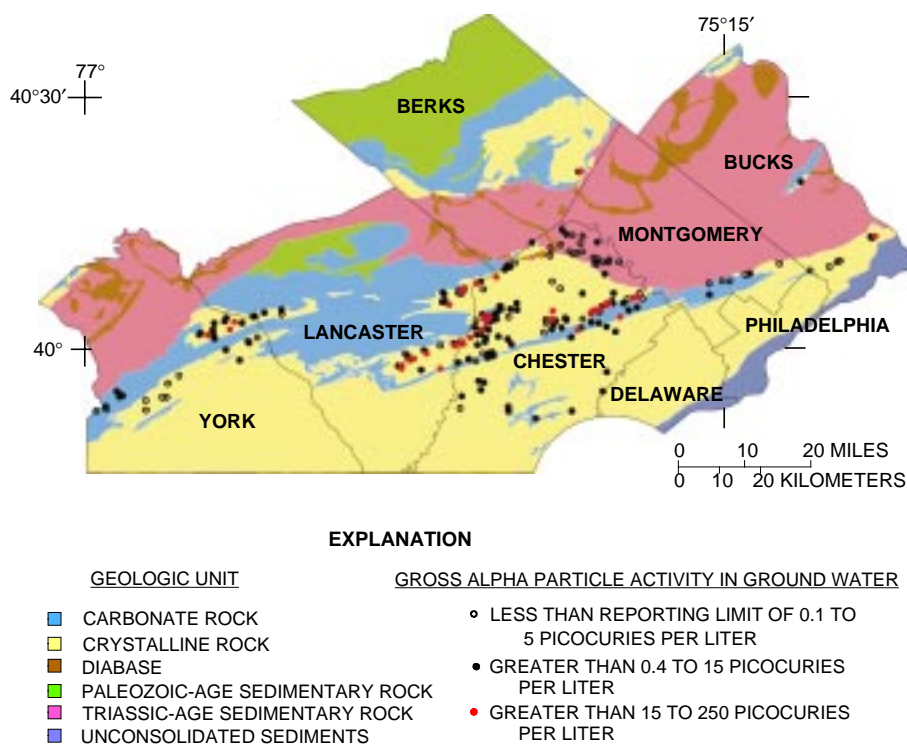 77°
75°15′
40°30′
BERKS
BUCKS
MONTGOMERY
LANCASTER
PHILADELPHIA
40°
CHESTER
DELAWARE
YORK
0 10 20 MILES
0 10 20 KILOMETERS
EXPLANATION
GEOLOGIC UNIT
CARBONATE ROCK
CRYSTALLINE ROCK
DIABASE
PALEOZOIC-AGE SEDIMENTARY ROCK
TRIASSIC-AGE SEDIMENTARY ROCK
UNCONSOLIDATED SEDIMENTS
GROSS ALPHA PARTICLE ACTIVITY IN GROUND WATER
LESS THAN REPORTING LIMIT OF 0.1 TO
5 PICOCURIES PER LITER
GREATER THAN 0.4 TO 15 PICOCURIES
PER LITER
GREATER THAN 15 TO 250 PICOCURIES
PER LITER